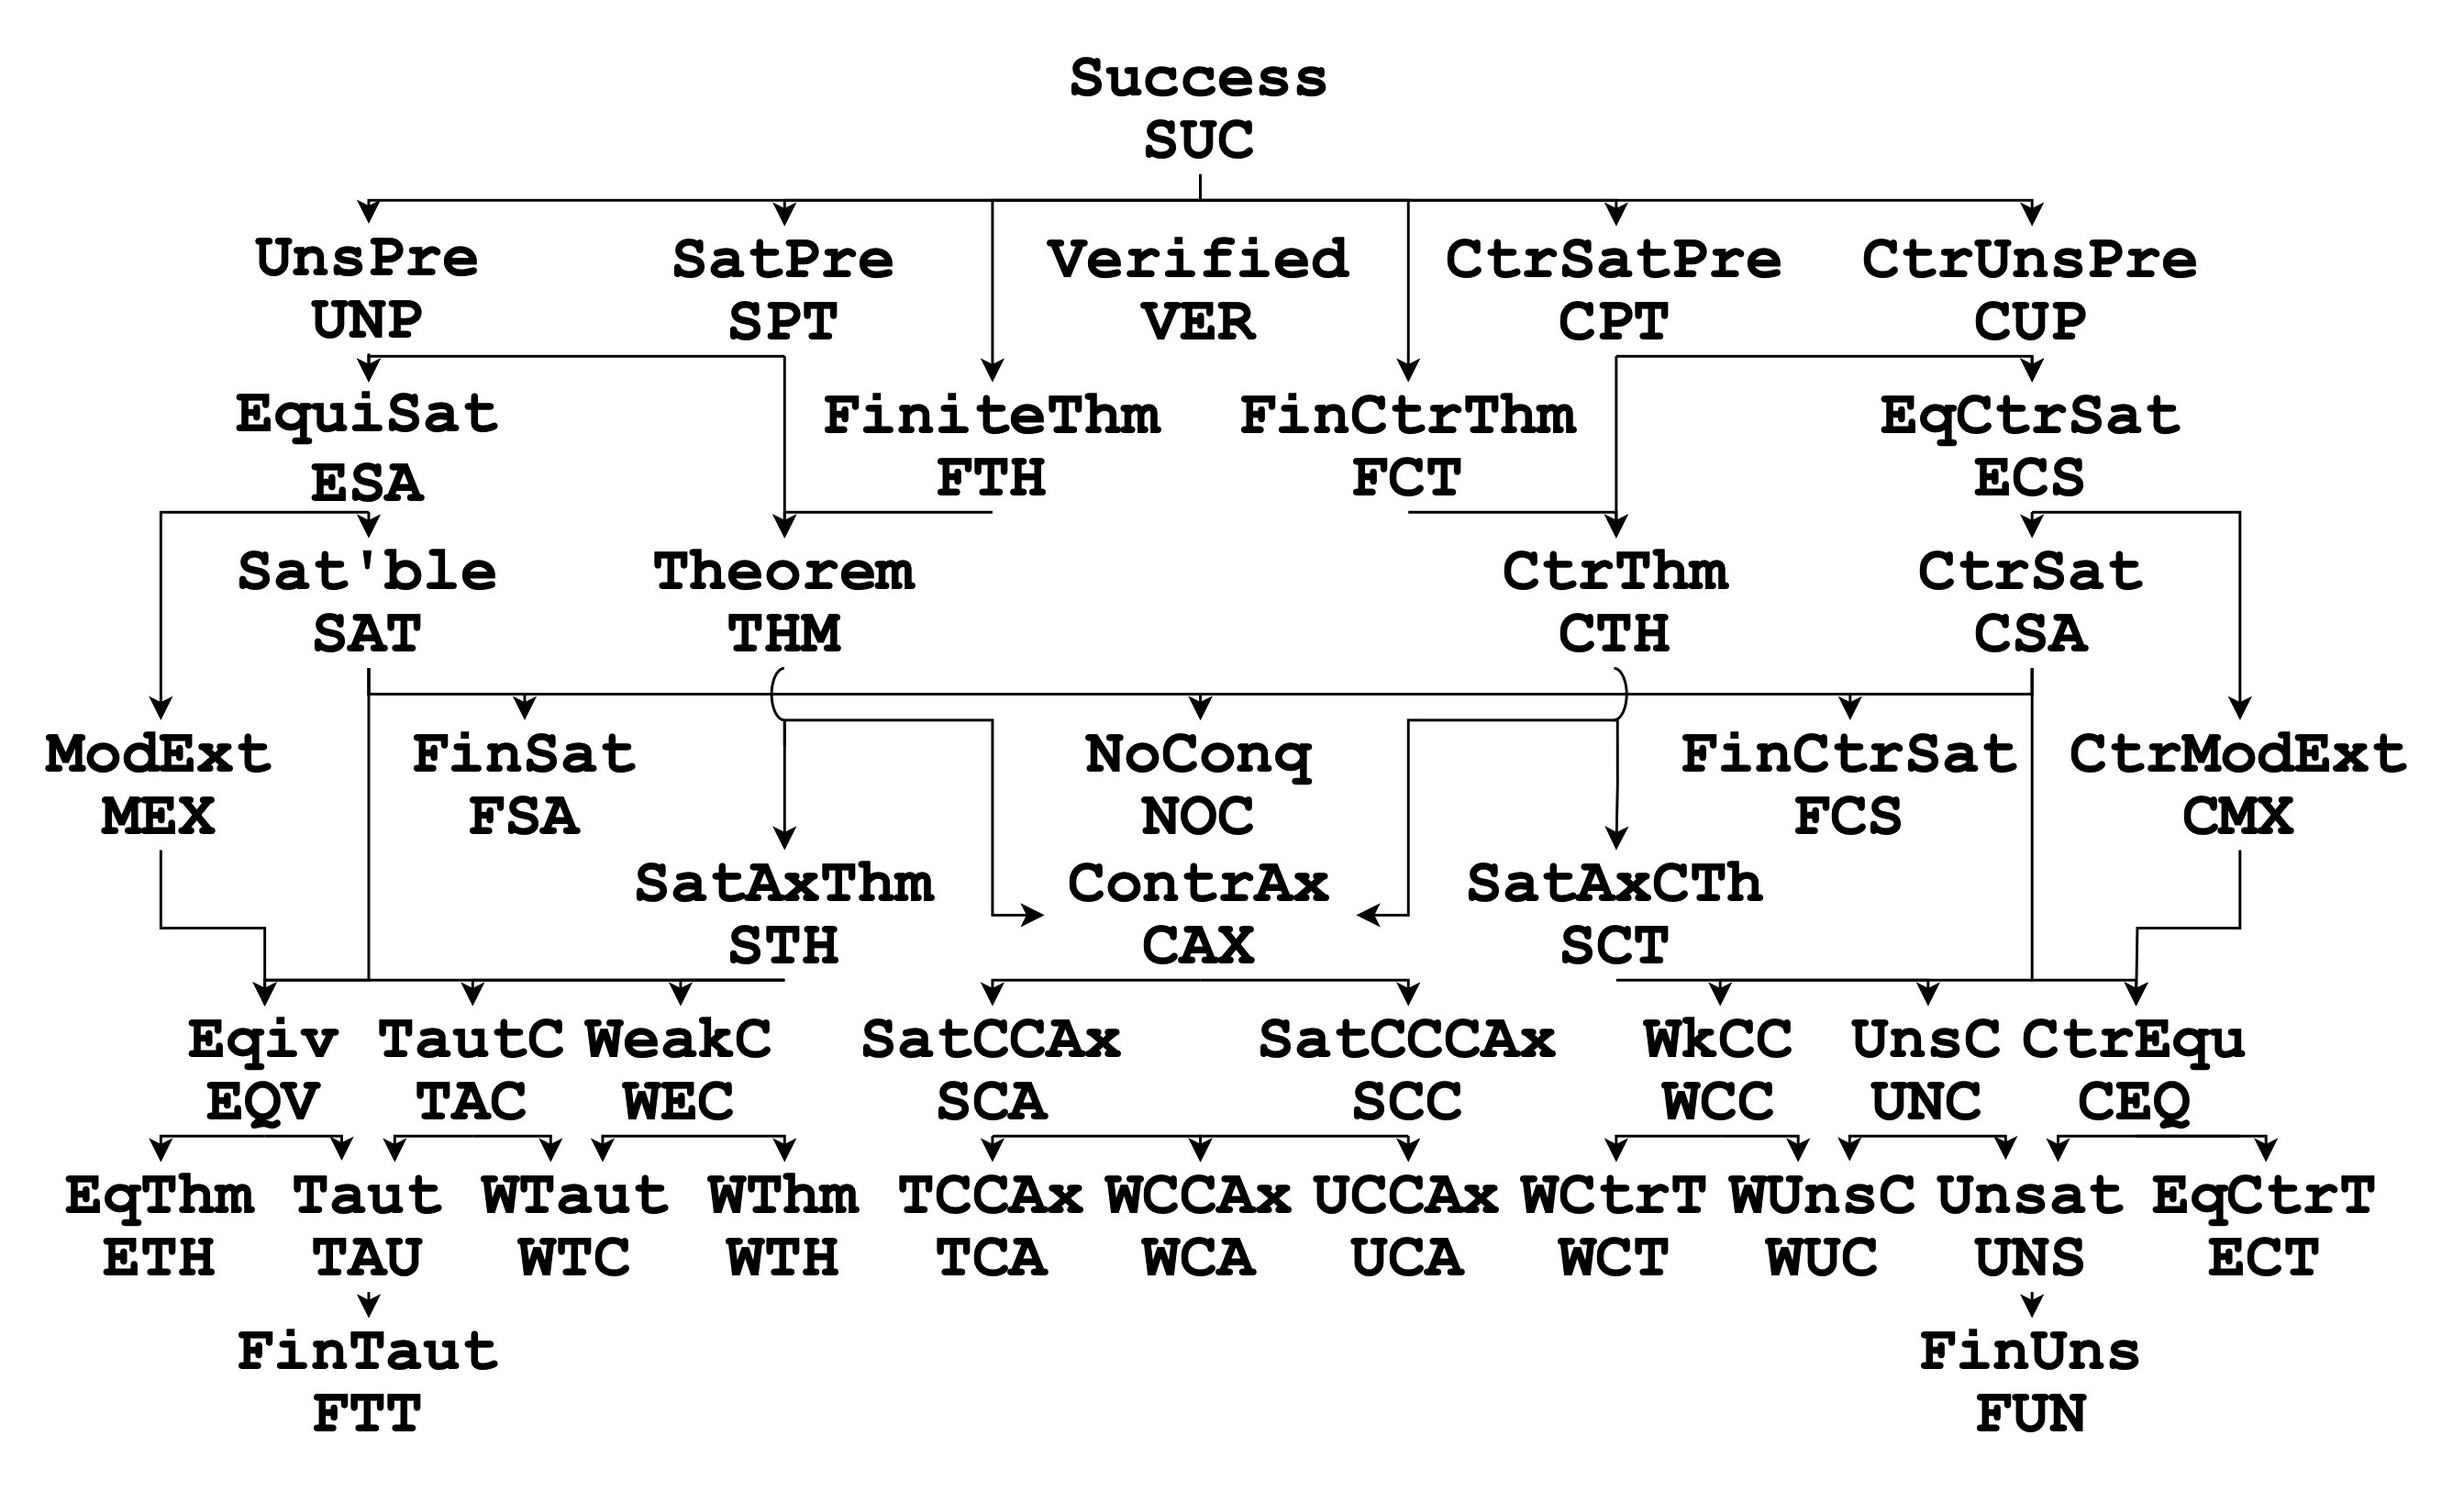 Success
SUC
UnsPre SatPre Verified CtrSatPre CtrUnsPre
UNP SPT VER CPT CUP
EquiSat FiniteThm FinCtrThm EqCtrSat
ESA FTH FCT ECS
Sat'ble Theorem CtrThm CtrSat
SAT THM CTH CSA
ModExt FinSat NoConq FinCtrSat CtrModExt
MEX FSA NOC FCS CMX
SatAxThm ContrAx SatAxCTh
STH CAX SCT
Eqiv TautC WeakC SatCCAx SatCCCAx WkCC UnsC CtrEqu
EQV TAC WEC SCA SCC WCC UNC CEQ
EqThm Taut WTaut WThm TCCAx WCCAx UCCAx WCtrT WUnsC Unsat EqCtrT
ETH TAU WTC WTH TCA WCA UCA WCT WUC UNS ECT
FinTaut FinUns
FTT FUN